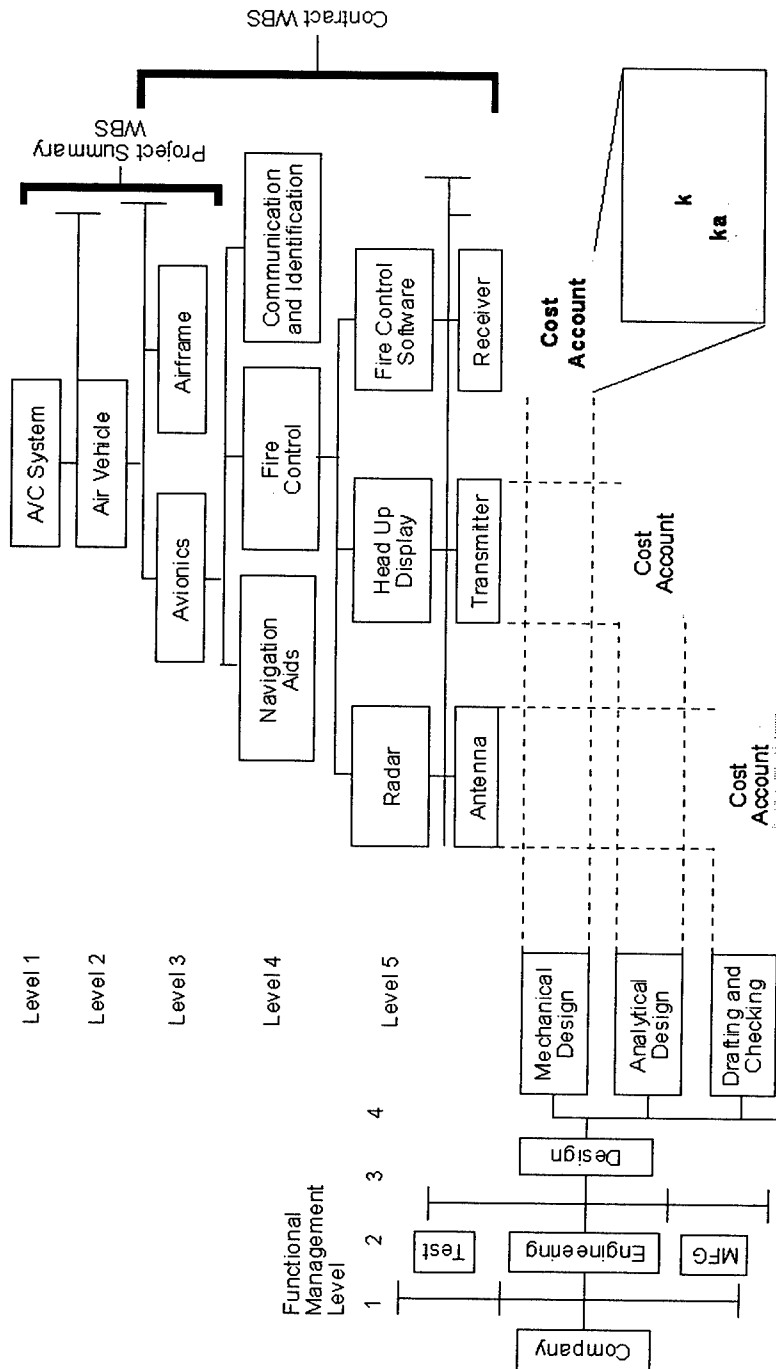 Level 1
A/C System
Level 2
Air Vehicle
Project Summary
WBS
Level 3
Avionics
Airframe
Level 4
Navigation
Aids
Fire
Control
Communication
and Identification
Contract WBS
Level 5
Radar
Head Up
Display
Fire Control
Software
Antenna
Transmitter
Receiver
Functional
Management
Level
1
2
3
4
Company
Test
Engineering
MFG
Design
Mechanical
Design
Analytical
Design
Drafting and
Checking
Cost
Account
Cost
Account
Cost
Account
k
ka